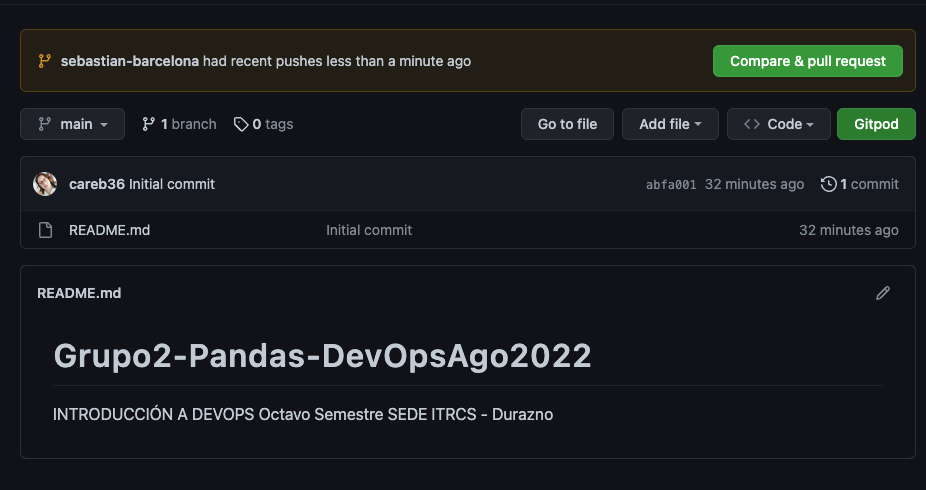 sebastian-barcelona had recent pushes less than a minute ago
Compare & pull request
main
1 branch
0 tags
Go to file
Add file
Code
Gitpod
careb36 Initial commit
abfa001 32 minutes ago
1 commit
README.md
Initial commit
32 minutes ago
README.md
Grupo2-Pandas-DevOpsAgo2022
INTRODUCCIÓN A DEVOPS Octavo Semestre SEDE ITRCS - Durazno